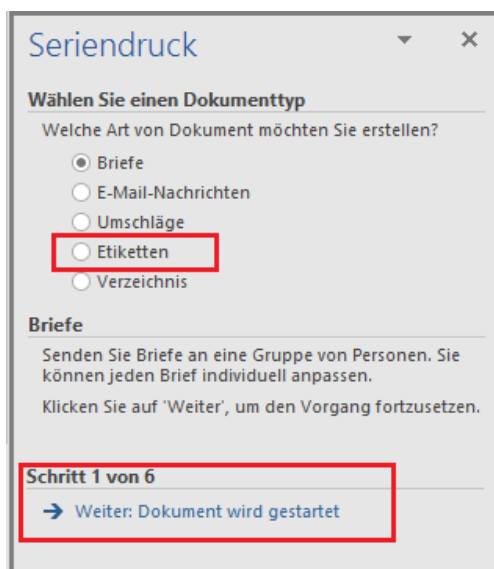 Seriendruck
Wählen Sie einen Dokumenttyp
Welche Art von Dokument möchten Sie erstellen?
Briefe
E-Mail-Nachrichten
Umschläge
Etiketten
Verzeichnis
Briefe
Senden Sie Briefe an eine Gruppe von Personen. Sie
können jeden Brief individuell anpassen.
Klicken Sie auf 'Weiter', um den Vorgang fortzusetzen.
Schritt 1 von 6
Weiter: Dokument wird gestartet